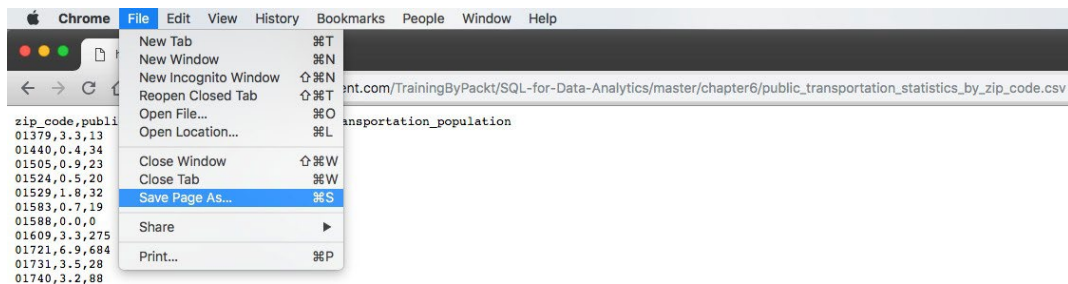 Chrome File Edit View History Bookmarks People Window Help
New Tab ⌘T
New Window ⌘N
New Incognito Window ⇧⌘N
Reopen Closed Tab ⇧⌘T
Open File... ⌘O
Open Location... ⌘L
Close Window ⇧⌘W
Close Tab ⌘W
Save Page As... ⌘S
Share ▶
Print... ⌘P
ent.com/TrainingByPackt/SQL-for-Data-Analytics/master/chapter6/public_transportation_statistics_by_zip_code.csv
zip_code,publi ansportation_population
01379,3.3,13
01440,0.4,34
01505,0.9,23
01524,0.5,20
01529,1.8,32
01583,0.7,19
01588,0.0,0
01609,3.3,275
01721,6.9,684
01731,3.5,28
01740,3.2,88